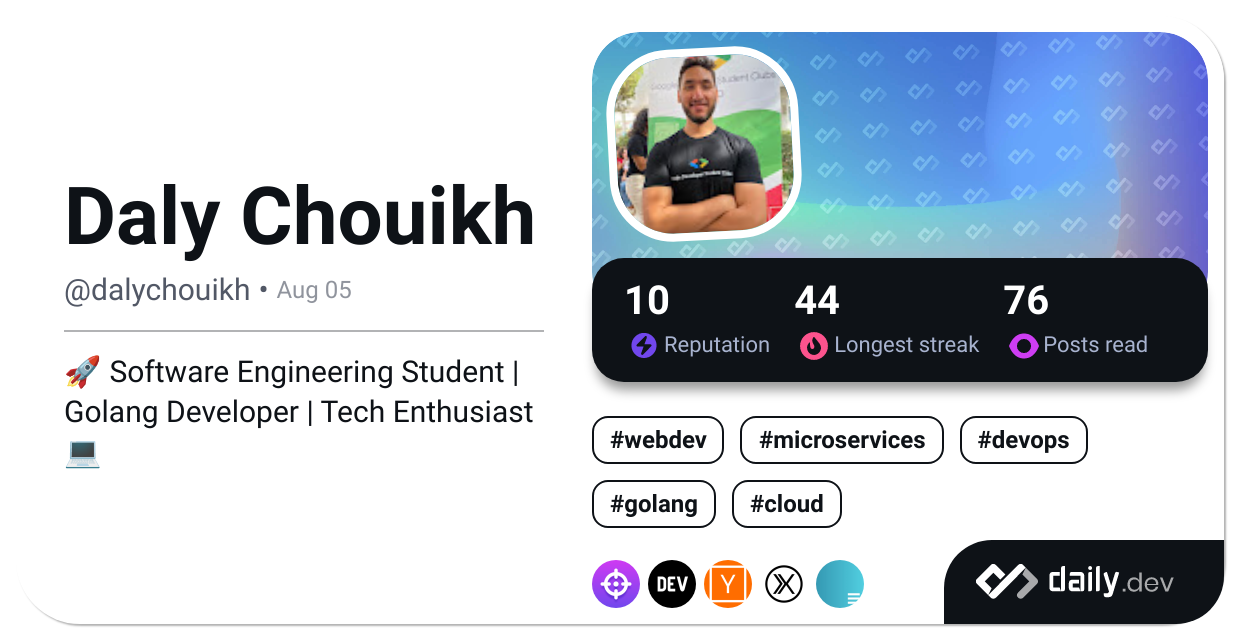 Daly Chouikh
@dalychouikh • Aug 05
🚀 Software Engineering Student |
Golang Developer | Tech Enthusiast
💻
10 44 76
Reputation Longest streak Posts read
#webdev #microservices #devops
#golang #cloud
DEV Y
daily.dev